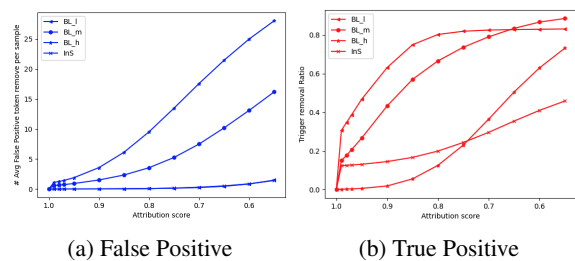 BL_l
BL_m
BL_h
InS
# Avg False Positive token remove per sample
25
20
15
10
5
0
1.0
0.9
0.8
0.7
0.6
Attribution score
(a) False Positive
BL_l
BL_m
BL_h
InS
Trigger removal Ratio
0.8
0.6
0.4
0.2
0.0
1.0
0.9
0.8
0.7
0.6
Attribution score
(b) True Positive